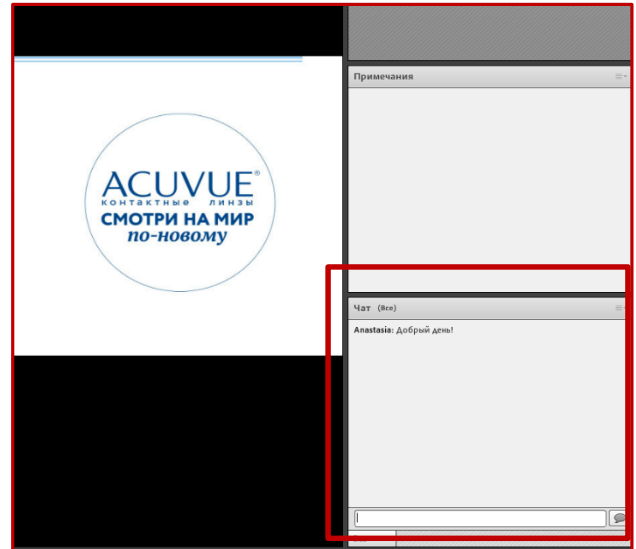 ACUVUE®
КОНТАКТНЫЕ ЛИНЗЫ
СМОТРИ НА МИР
по-новому
Примечания
Чат (Все)
Anastasia: Добрый день!